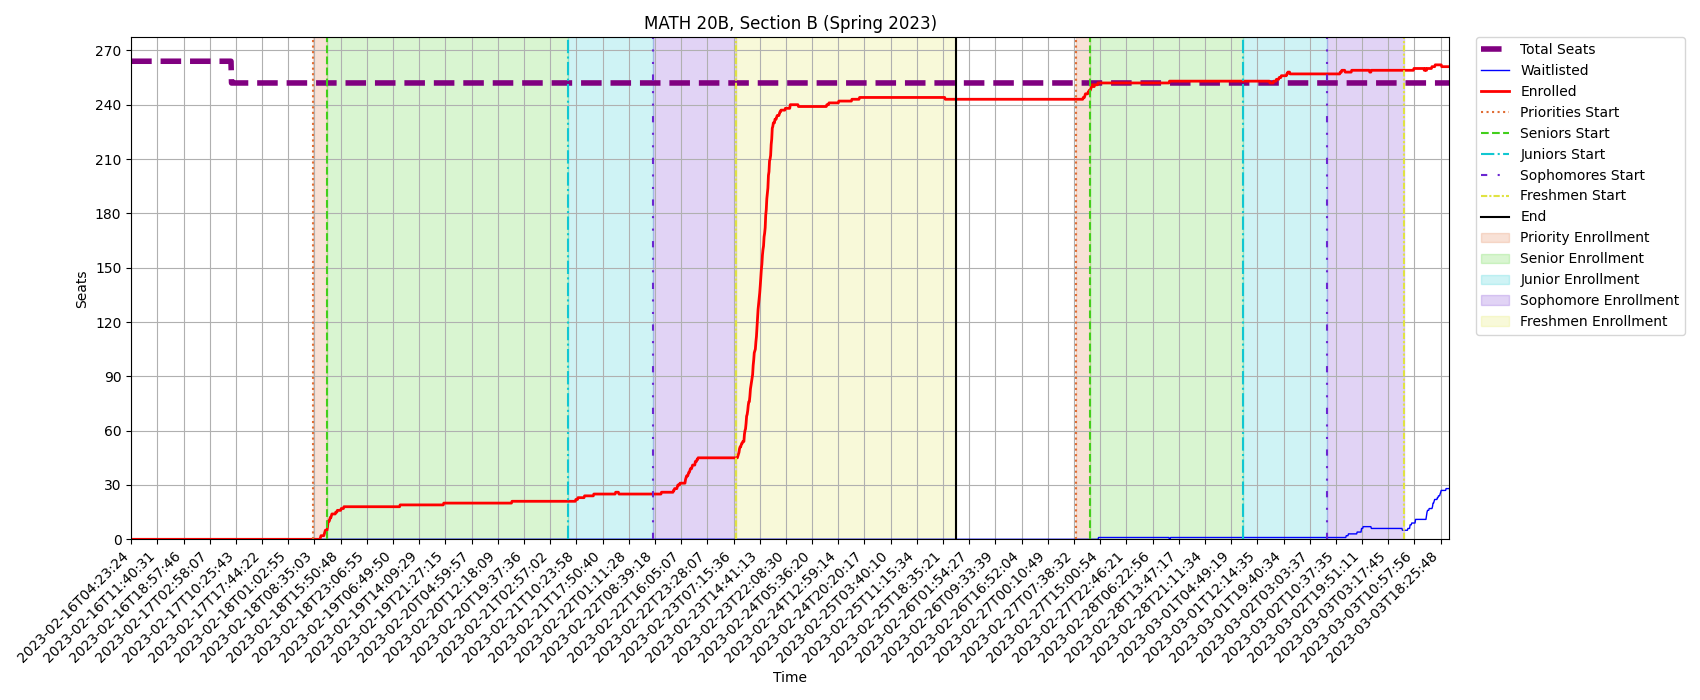 MATH 20B, Section B (Spring 2023)
Seats
270
240
210
180
150
120
90
60
30
0
2023-02-16T04:23:24
2023-02-16T11:40:31
2023-02-16T18:57:46
2023-02-17T02:58:07
2023-02-17T10:25:43
2023-02-17T17:44:22
2023-02-18T01:02:55
2023-02-18T08:35:03
2023-02-18T15:50:48
2023-02-18T23:06:55
2023-02-19T06:49:50
2023-02-19T14:09:29
2023-02-19T21:27:15
2023-02-20T04:59:57
2023-02-20T12:18:09
2023-02-20T19:37:36
2023-02-21T02:57:02
2023-02-21T10:23:58
2023-02-21T17:50:40
2023-02-22T01:11:28
2023-02-22T08:39:18
2023-02-22T16:05:07
2023-02-22T23:28:07
2023-02-23T07:15:36
2023-02-23T14:41:13
2023-02-23T22:08:30
2023-02-24T05:36:20
2023-02-24T12:59:14
2023-02-24T20:20:17
2023-02-25T03:40:10
2023-02-25T11:15:34
2023-02-25T18:35:21
2023-02-26T01:54:27
2023-02-26T09:33:39
2023-02-26T16:52:04
2023-02-27T00:10:49
2023-02-27T07:38:32
2023-02-27T15:00:54
2023-02-27T22:46:21
2023-02-28T06:22:56
2023-02-28T13:47:17
2023-02-28T21:11:34
2023-03-01T04:49:19
2023-03-01T12:14:35
2023-03-01T19:40:34
2023-03-02T03:03:37
2023-03-02T10:37:35
2023-03-02T19:51:11
2023-03-03T03:17:45
2023-03-03T10:57:56
2023-03-03T18:25:48
Time
Total Seats
Waitlisted
Enrolled
Priorities Start
Seniors Start
Juniors Start
Sophomores Start
Freshmen Start
End
Priority Enrollment
Senior Enrollment
Junior Enrollment
Sophomore Enrollment
Freshmen Enrollment